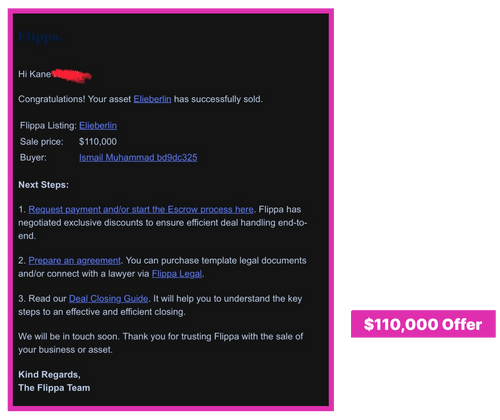 Flippa
Hi Kane
Congratulations! Your asset Elieberlin has successfully sold.
Flippa Listing: Elieberlin
Sale price: $110,000
Buyer: Ismail Muhammad bd9dc325
Next Steps:
1. Request payment and/or start the Escrow process here. Flippa has
negotiated exclusive discounts to ensure efficient deal handling end-to-
end.
2. Prepare an agreement. You can purchase template legal documents
and/or connect with a lawyer via Flippa Legal.
3. Read our Deal Closing Guide. It will help you to understand the key
steps to an effective and efficient closing.
We will be in touch soon. Thank you for trusting Flippa with the sale of
your business or asset.
Kind Regards,
The Flippa Team
$110,000 Offer